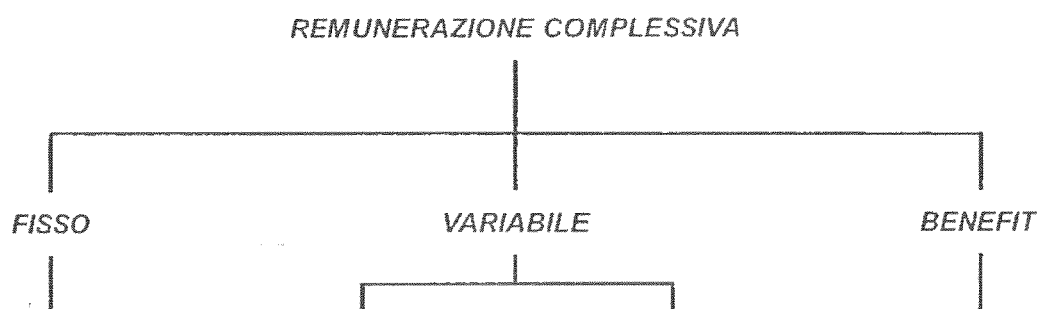 REMUNERAZIONE COMPLESSIVA
FISSO
VARIABILE
BENEFIT